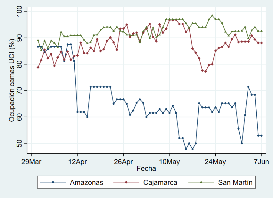 Ocupación camas UCI (%)
100
90
80
70
60
50
29Mar 12Apr 26Apr 10May 24May 7Jun
Fecha
Amazonas Cajamarca San Martín